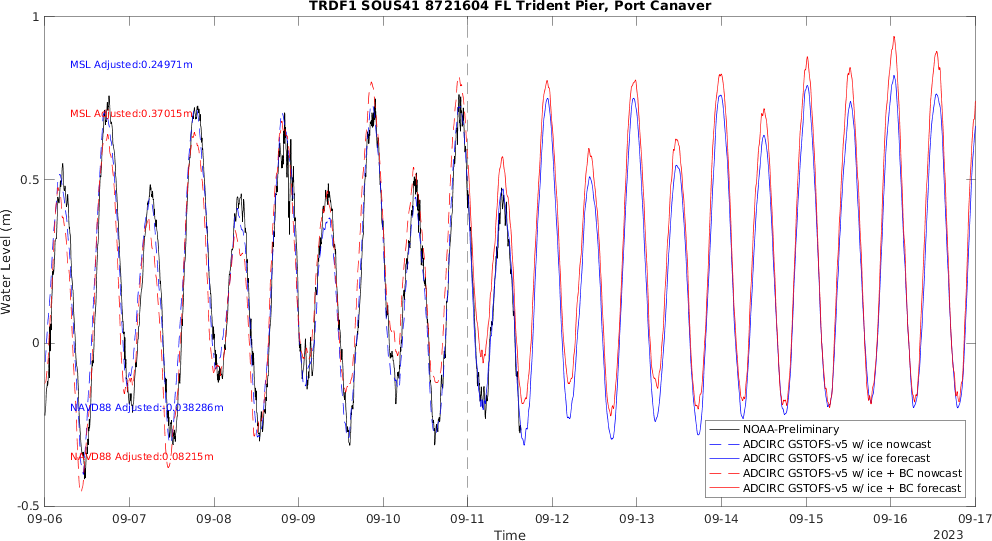 TRDF1 SOUS41 8721604 FL Trident Pier, Port Canaver
1
MSL Adjusted:0.24971m
MSL Adjusted:0.37015m
0.5
Water Level (m)
0
NAVD88 Adjusted:-0.038286m
NAVD88 Adjusted:0.08215m
-0.5
NOAA-Preliminary
ADCIRC GSTOFS-v5 w/ ice nowcast
ADCIRC GSTOFS-v5 w/ ice forecast
ADCIRC GSTOFS-v5 w/ ice + BC nowcast
ADCIRC GSTOFS-v5 w/ ice + BC forecast
09-06 09-07 09-08 09-09 09-10 09-11 09-12 09-13 09-14 09-15 09-16 09-17
Time
2023